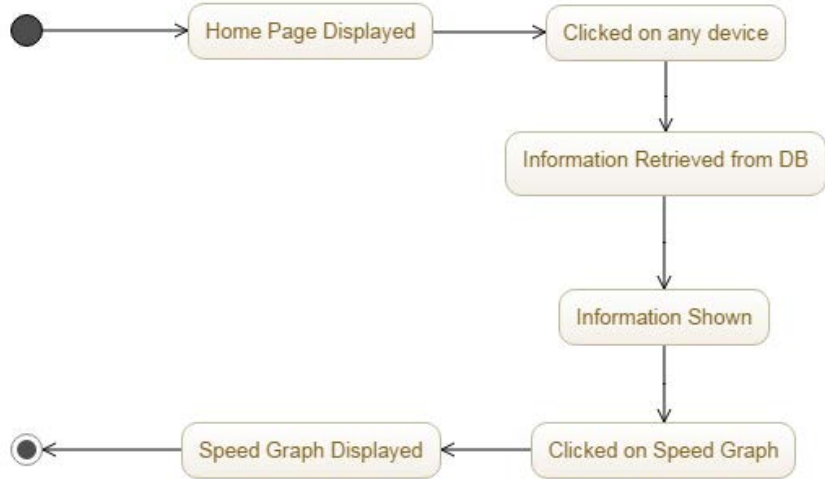 Home Page Displayed
Clicked on any device
Information Retrieved from DB
Information Shown
Clicked on Speed Graph
Speed Graph Displayed